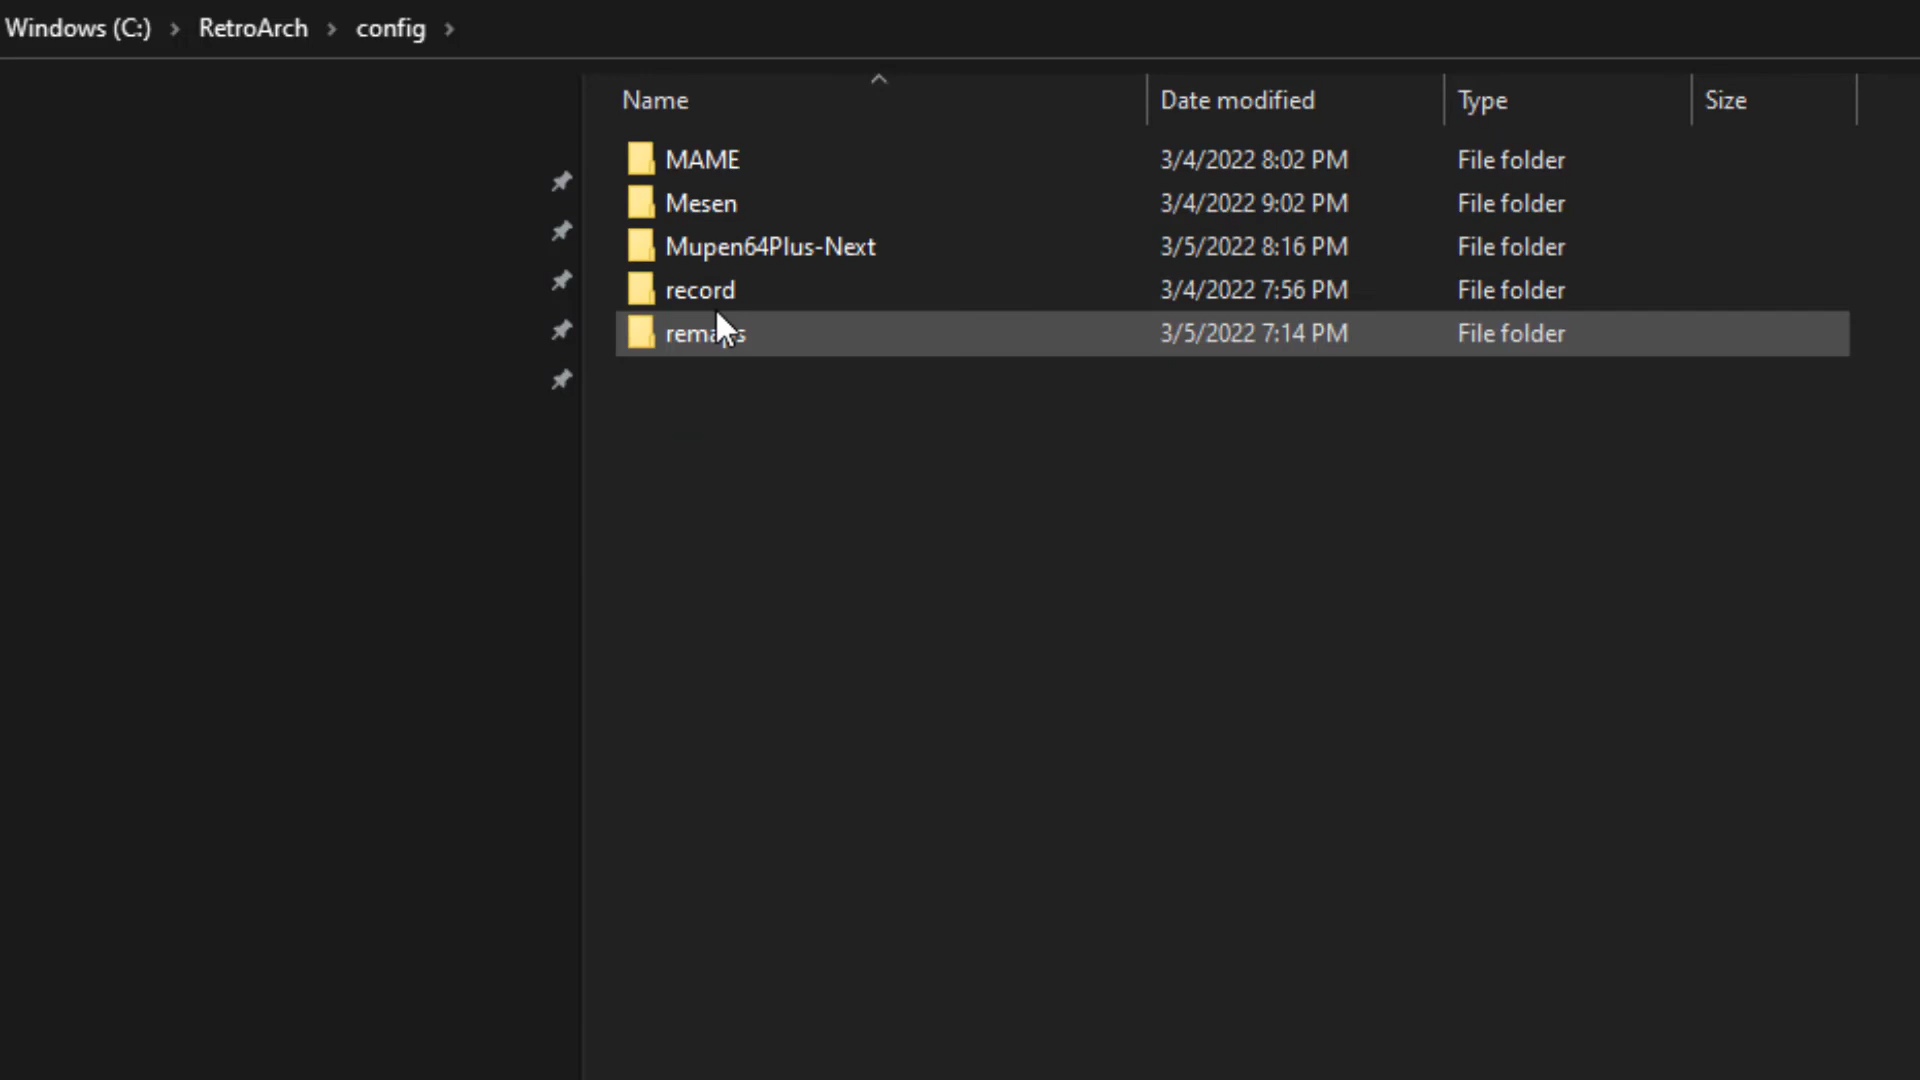 Windows (C:) > RetroArch > config >
Name Date modified Type Size
MAME 3/4/2022 8:02 PM File folder
Mesen 3/4/2022 9:02 PM File folder
Mupen64Plus-Next 3/5/2022 8:16 PM File folder
record 3/4/2022 7:56 PM File folder
3/5/2022 7:14 PM File folder